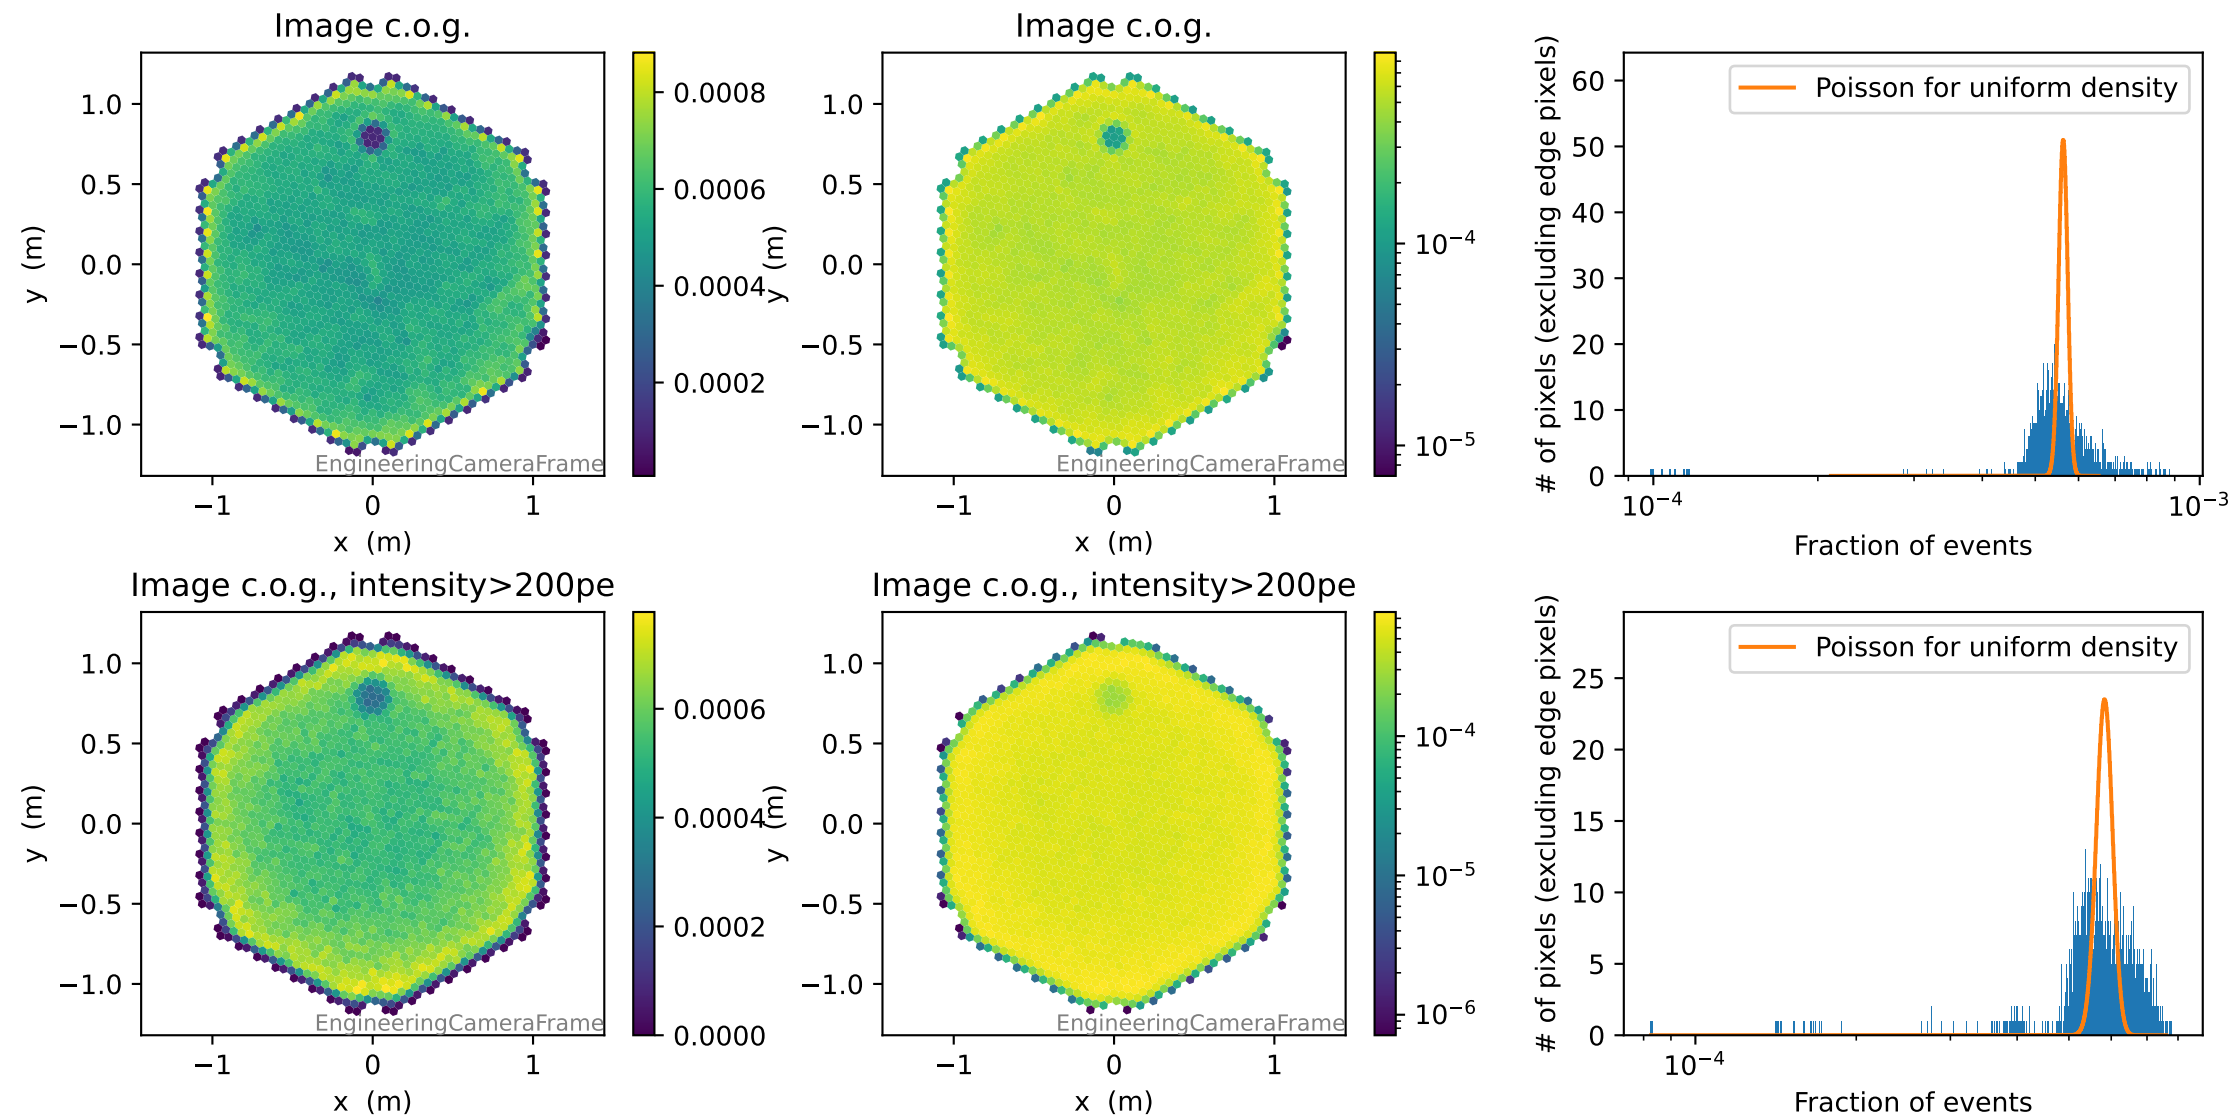 Image c.o.g.
1.0
0.5
0.0
−0.5
−1.0
y (m)
−1 0 1
x (m)
EngineeringCameraFrame
0.0008
0.0006
0.0004
0.0002
Image c.o.g.
1.0
0.5
0.0
−0.5
−1.0
y (m)
−1 0 1
x (m)
EngineeringCameraFrame
10⁻⁴
10⁻⁵
Poisson for uniform density
60
50
40
30
20
10
0
# of pixels (excluding edge pixels)
10⁻⁴ 10⁻³
Fraction of events
Image c.o.g., intensity>200pe
1.0
0.5
0.0
−0.5
−1.0
y (m)
−1 0 1
x (m)
EngineeringCameraFrame
0.0006
0.0004
0.0002
0.0000
Image c.o.g., intensity>200pe
1.0
0.5
0.0
−0.5
−1.0
y (m)
−1 0 1
x (m)
EngineeringCameraFrame
10⁻⁴
10⁻⁵
10⁻⁶
Poisson for uniform density
25
20
15
10
5
0
# of pixels (excluding edge pixels)
10⁻⁴
Fraction of events